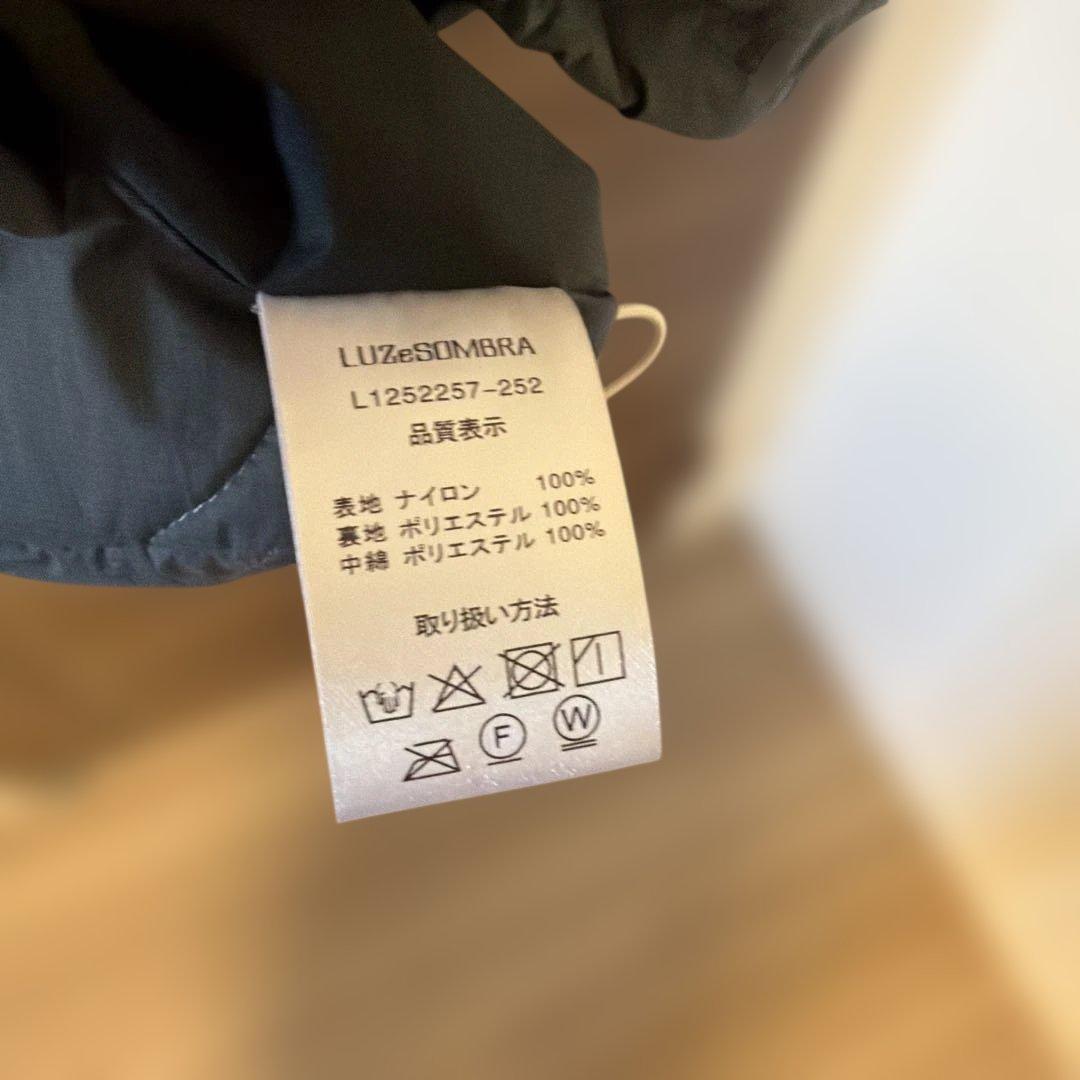 LUZeSOMBRA
L1252257-252
品質表示
表地 ナイロン 100%
裏地 ポリエステル 100%
中綿 ポリエステル 100%
取り扱い方法
F W